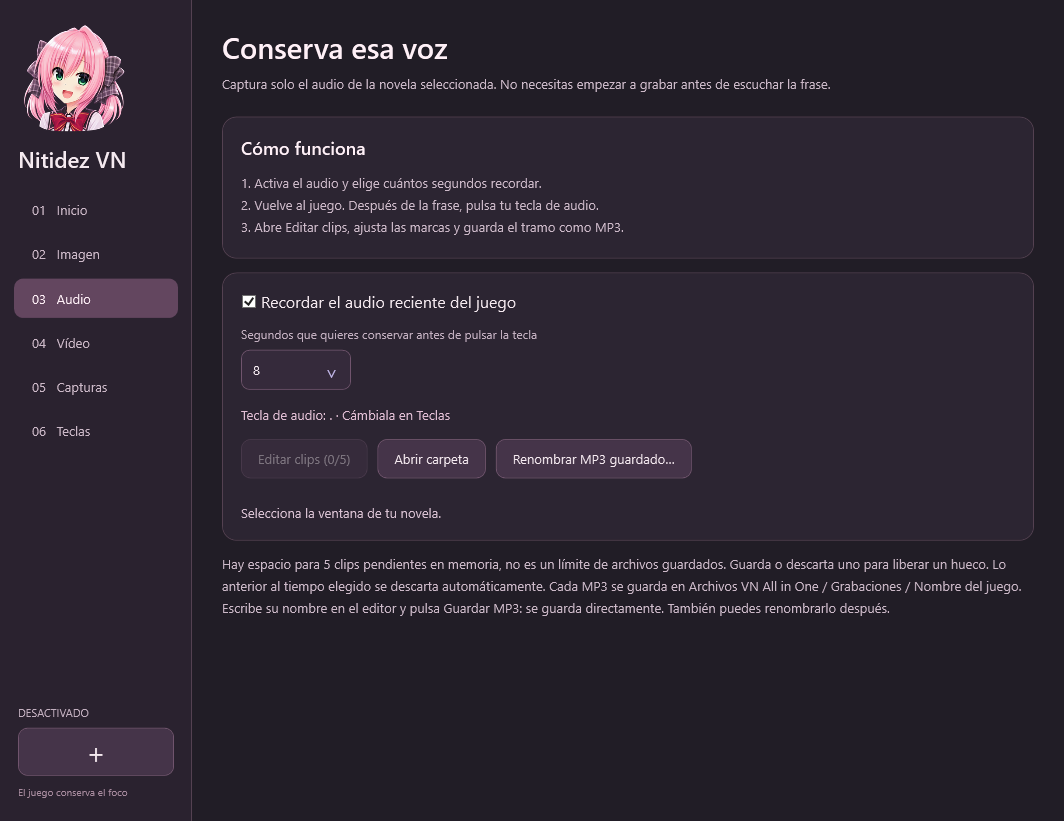 Nitidez VN
01 Inicio
02 Imagen
03 Audio
04 Vídeo
05 Capturas
06 Teclas
DESACTIVADO
+
El juego conserva el foco
Conserva esa voz
Captura solo el audio de la novela seleccionada. No necesitas empezar a grabar antes de escuchar la frase.
Cómo funciona
1. Activa el audio y elige cuántos segundos recordar.
2. Vuelve al juego. Después de la frase, pulsa tu tecla de audio.
3. Abre Editar clips, ajusta las marcas y guarda el tramo como MP3.
Recordar el audio reciente del juego
Segundos que quieres conservar antes de pulsar la tecla
8
Tecla de audio: . · Cámbiala en Teclas
Editar clips (0/5) Abrir carpeta Renombrar MP3 guardado...
Selecciona la ventana de tu novela.
Hay espacio para 5 clips pendientes en memoria, no es un límite de archivos guardados. Guarda o descarta uno para liberar un hueco. Lo
anterior al tiempo elegido se descarta automáticamente. Cada MP3 se guarda en Archivos VN All in One / Grabaciones / Nombre del juego.
Escribe su nombre en el editor y pulsa Guardar MP3: se guarda directamente. También puedes renombrarlo después.